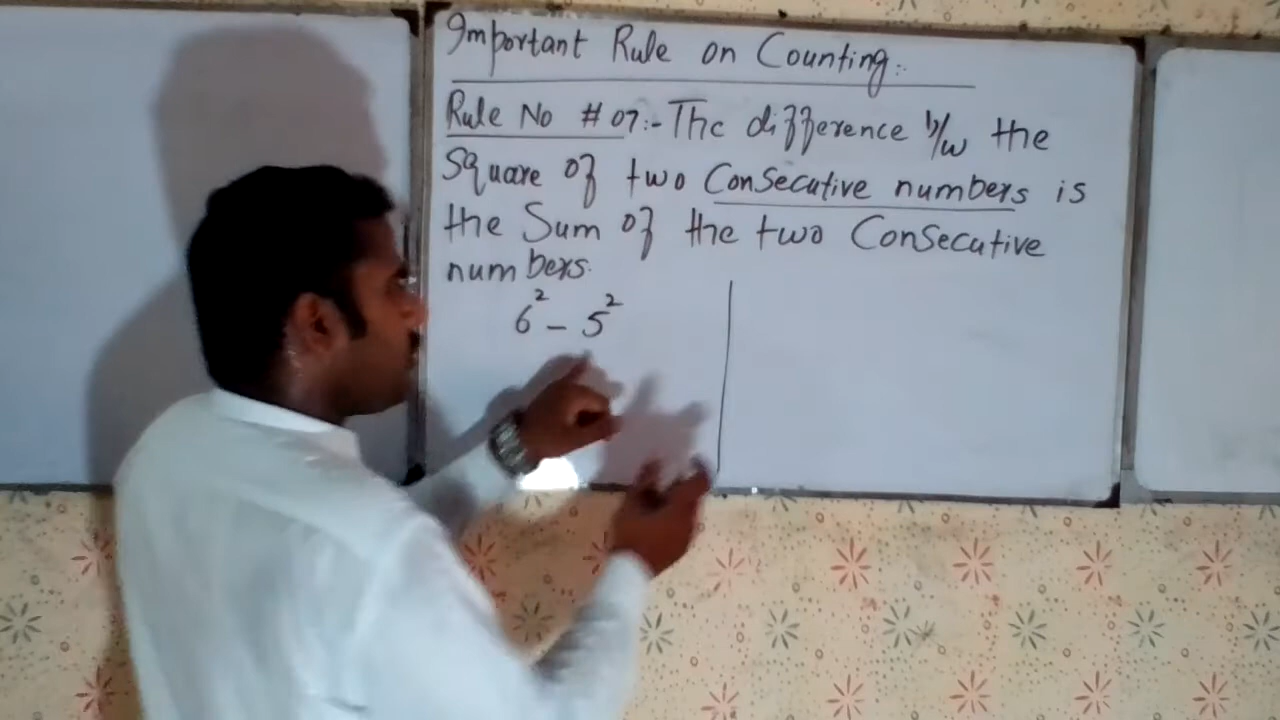 Important Rule on Counting:
Rule No # 07:- The difference b/w the
Square of two Consecutive numbers is
the Sum of the two Consecutive
numbers.
6² - 5²